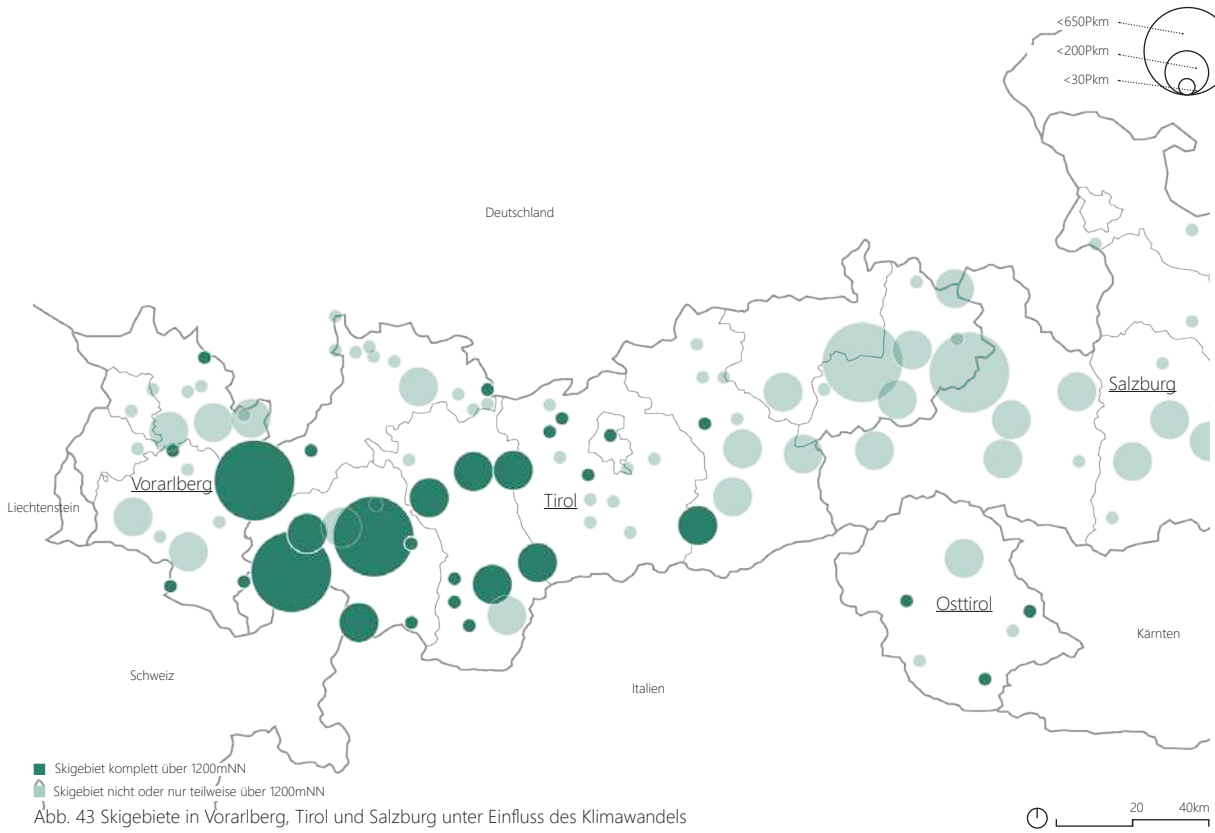 <650Pkm
<200Pkm
<30Pkm
Deutschland
Salzburg
Vorarlberg
Tirol
Liechtenstein
Osttirol
Kärnten
Schweiz
Italien
Skigebiet komplett über 1200mNN
Skigebiet nicht oder nur teilweise über 1200mNN
Abb. 43 Skigebiete in Vorarlberg, Tirol und Salzburg unter Einfluss des Klimawandels
20 40km